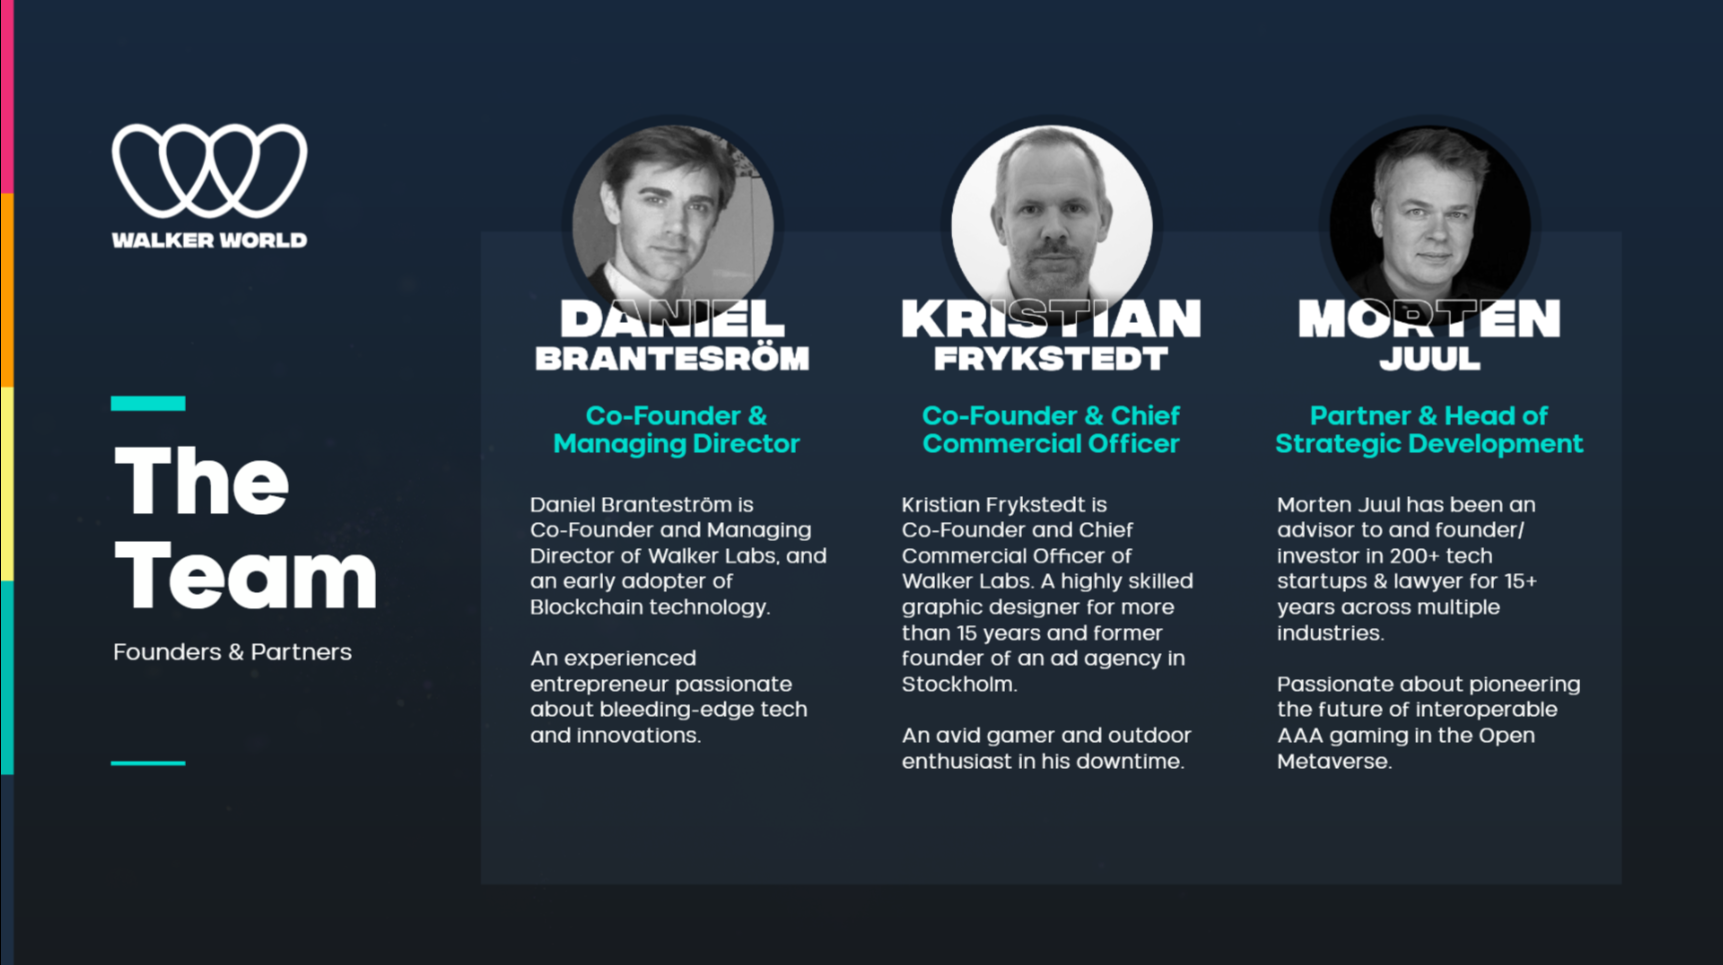 WALKER WORLD
The
Team
Founders & Partners
DANIEL
BRANTESRÖM
Co-Founder &
Managing Director
Daniel Branteström is
Co-Founder and Managing
Director of Walker Labs, and
an early adopter of
Blockchain technology.
An experienced
entrepreneur passionate
about bleeding-edge tech
and innovations.
KRISTIAN
FRYKSTEDT
Co-Founder & Chief
Commercial Officer
Kristian Frykstedt is
Co-Founder and Chief
Commercial Officer of
Walker Labs. A highly skilled
graphic designer for more
than 15 years and former
founder of an ad agency in
Stockholm.
An avid gamer and outdoor
enthusiast in his downtime.
MORTEN
JUUL
Partner & Head of
Strategic Development
Morten Juul has been an
advisor to and founder/
investor in 200+ tech
startups & lawyer for 15+
years across multiple
industries.
Passionate about pioneering
the future of interoperable
AAA gaming in the Open
Metaverse.